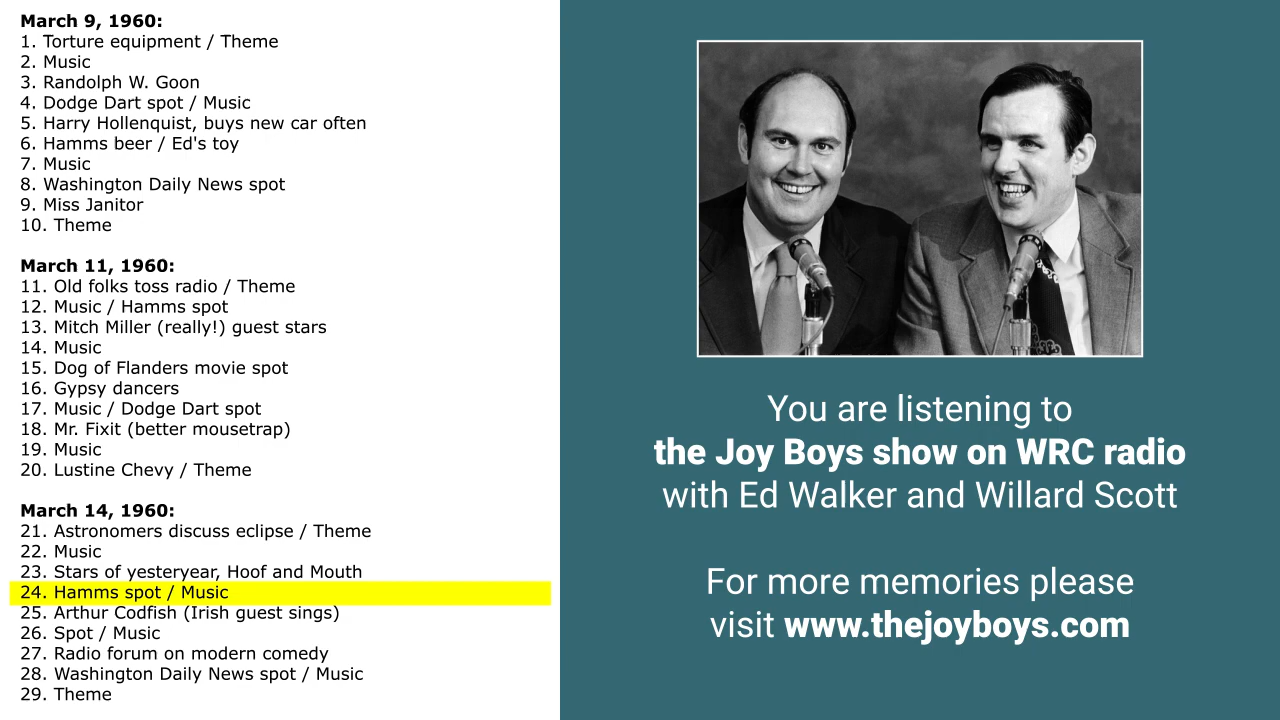 March 9, 1960:
1. Torture equipment / Theme
2. Music
3. Randolph W. Goon
4. Dodge Dart spot / Music
5. Harry Hollenquist, buys new car often
6. Hamms beer / Ed's toy
7. Music
8. Washington Daily News spot
9. Miss Janitor
10. Theme
March 11, 1960:
11. Old folks toss radio / Theme
12. Music / Hamms spot
13. Mitch Miller (really!) guest stars
14. Music
15. Dog of Flanders movie spot
16. Gypsy dancers
17. Music / Dodge Dart spot
18. Mr. Fixit (better mousetrap)
19. Music
20. Lustine Chevy / Theme
March 14, 1960:
21. Astronomers discuss eclipse / Theme
22. Music
23. Stars of yesteryear, Hoof and Mouth
24. Hamms spot / Music
25. Arthur Codfish (Irish guest sings)
26. Spot / Music
27. Radio forum on modern comedy
28. Washington Daily News spot / Music
29. Theme
You are listening to
the Joy Boys show on WRC radio
with Ed Walker and Willard Scott
For more memories please
visit www.thejoyboys.com